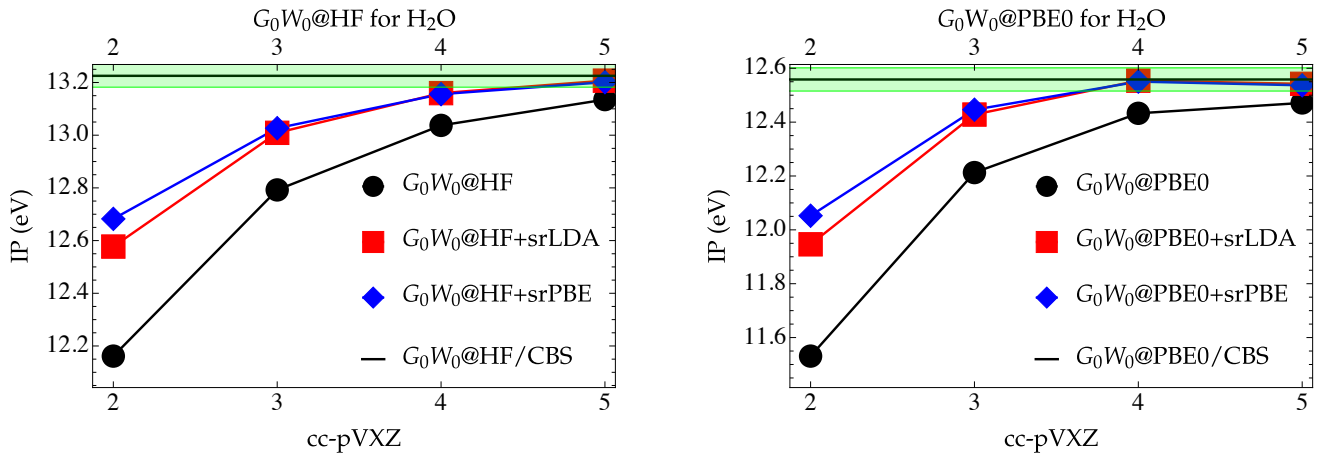 G₀W₀@HF for H₂O
2 3 4 5
IP (eV)
13.2
13.0
12.8
12.6
12.4
12.2
G₀W₀@HF
G₀W₀@HF+srLDA
G₀W₀@HF+srPBE
G₀W₀@HF/CBS
2 3 4 5
cc-pVXZ
G₀W₀@PBE0 for H₂O
2 3 4 5
IP (eV)
12.6
12.4
12.2
12.0
11.8
11.6
G₀W₀@PBE0
G₀W₀@PBE0+srLDA
G₀W₀@PBE0+srPBE
G₀W₀@PBE0/CBS
2 3 4 5
cc-pVXZ